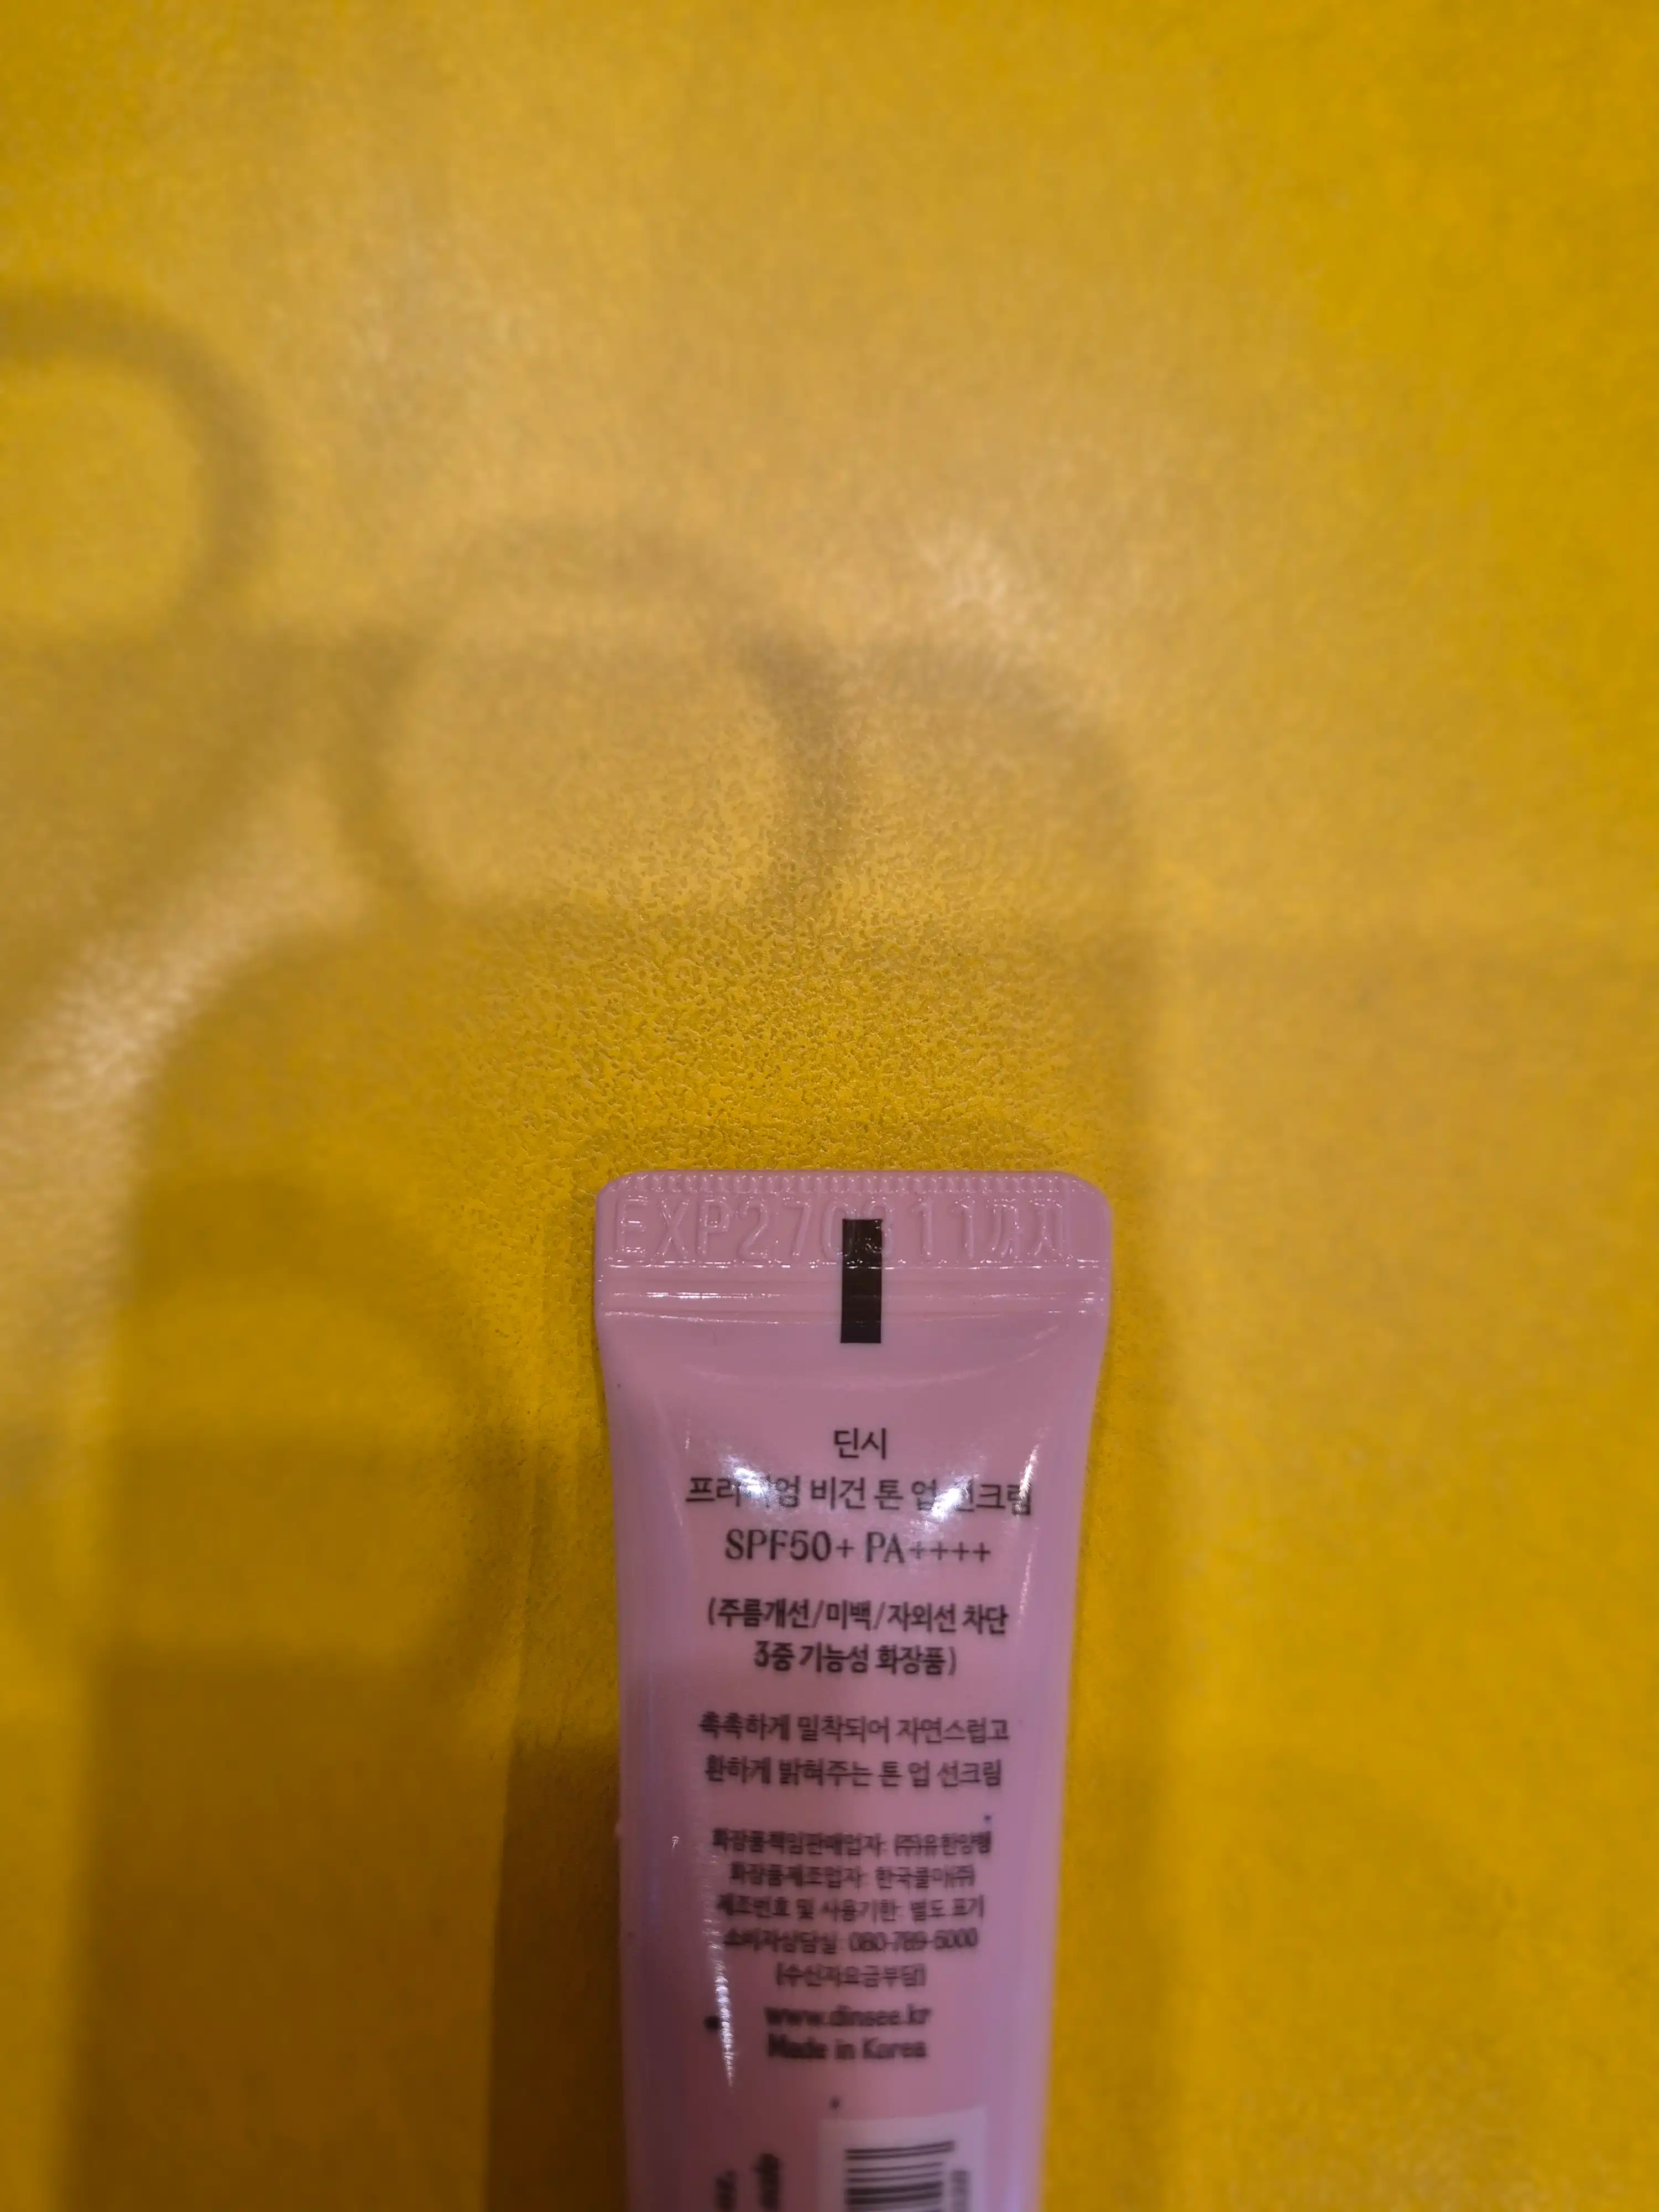 딘시
프리미엄 비건 톤 업 선크림
SPF50+ PA++++
(주름개선/미백/자외선 차단
3중 기능성 화장품)
촉촉하게 밀착되어 자연스럽고
환하게 밝혀주는 톤 업 선크림
화장품책임판매업자: (주)유한양행
화장품제조업자: 한국콜마(주)
제조번호 및 사용기한: 별도 표기
소비자상담실: 080-789-6000
(수신자요금부담)
www.dinsee.kr
Made in Korea